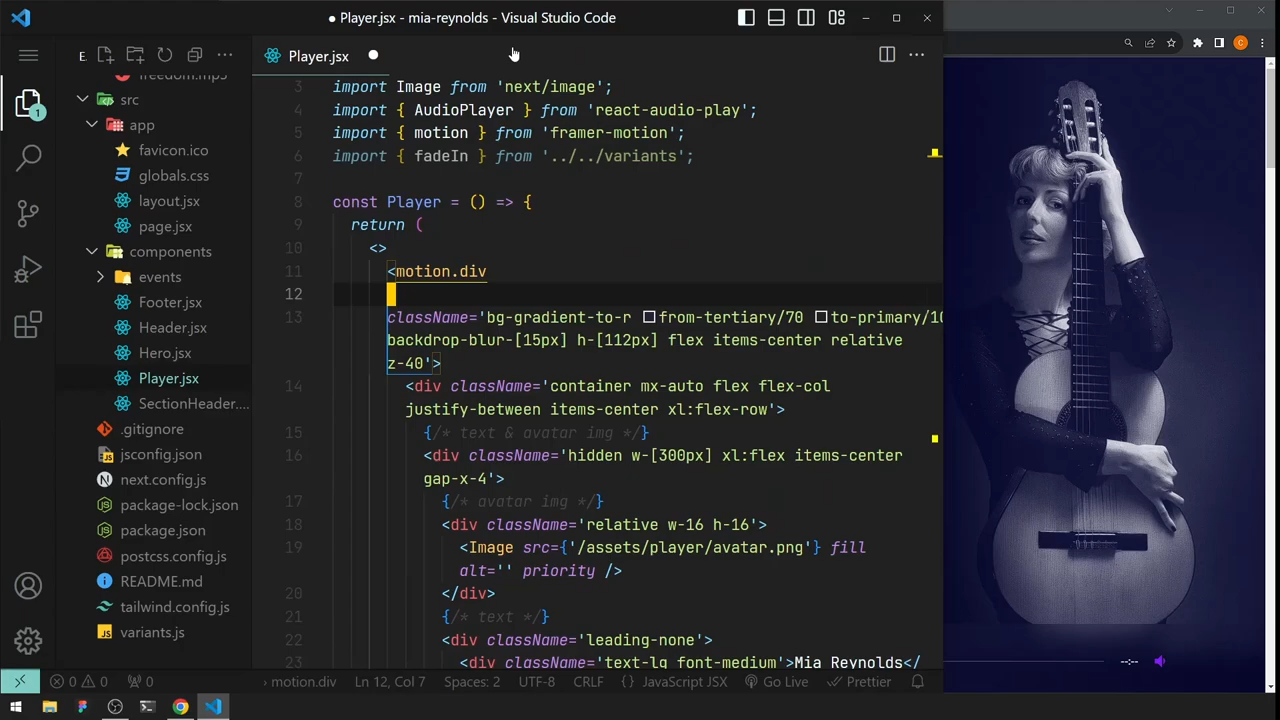 ● Player.jsx - mia-reynolds - Visual Studio Code
E
Player.jsx
freedom.mp3
src
app
favicon.ico
globals.css
layout.jsx
page.jsx
components
events
Footer.jsx
Header.jsx
Hero.jsx
Player.jsx
SectionHeader....
.gitignore
jsconfig.json
next.config.js
package-lock.json
package.json
postcss.config.js
README.md
tailwind.config.js
variants.js
1
3 import Image from 'next/image';
4 import { AudioPlayer } from 'react-audio-play';
5 import { motion } from 'framer-motion';
6 import { fadeIn } from '../../variants';
7
8 const Player = () => {
9 return (
10 <>
11 <motion.div
12
13 className='bg-gradient-to-r from-tertiary/70 to-primary/10
backdrop-blur-[15px] h-[112px] flex items-center relative
z-40'>
14 <div className='container mx-auto flex flex-col
justify-between items-center xl:flex-row'>
15 {/* text & avatar img */}
16 <div className='hidden w-[300px] xl:flex items-center
gap-x-4'>
17 {/* avatar img */}
18 <div className='relative w-16 h-16'>
19 <Image src={'/assets/player/avatar.png'} fill
alt='' priority />
20 </div>
21 {/* text */}
22 <div className='leading-none'>
23 <div className='text-lg font-medium'>Mia Reynolds</
0 0 0 motion.div Ln 12, Col 7 Spaces: 2 UTF-8 CRLF {} JavaScript JSX Go Live Prettier
C
--:--